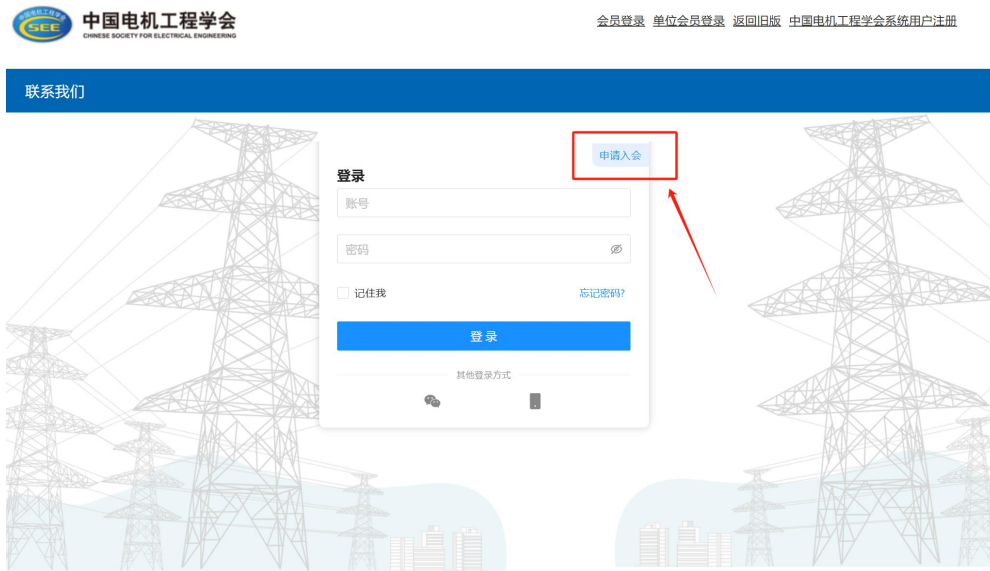 中国电机工程学会
CHINESE SOCIETY FOR ELECTRICAL ENGINEERING
CSEE
会员登录 单位会员登录 返回旧版 中国电机工程学会系统用户注册
联系我们
申请入会
登录
账号
密码
记住我 忘记密码?
登 录
其他登录方式